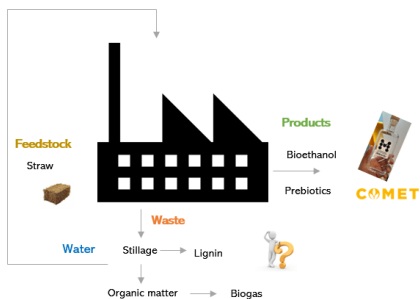 Products
Feedstock
Bioethanol
Straw
Prebiotics
COMET
Waste
Water
Stillage
Lignin
Organic matter
Biogas